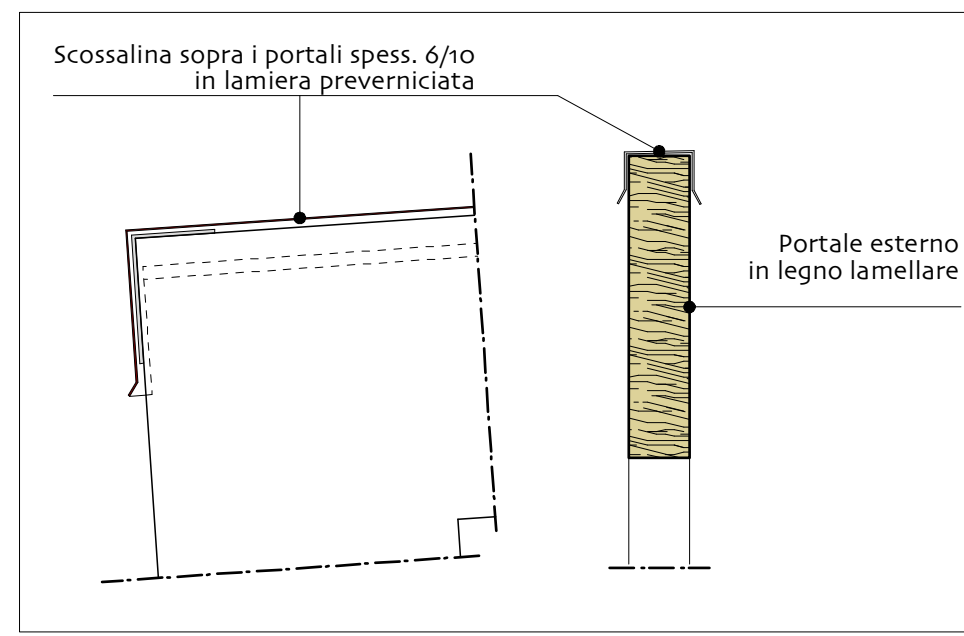 Scossalina sopra i portali spess. 6/10
in lamiera preverniciata
Portale esterno
in legno lamellare